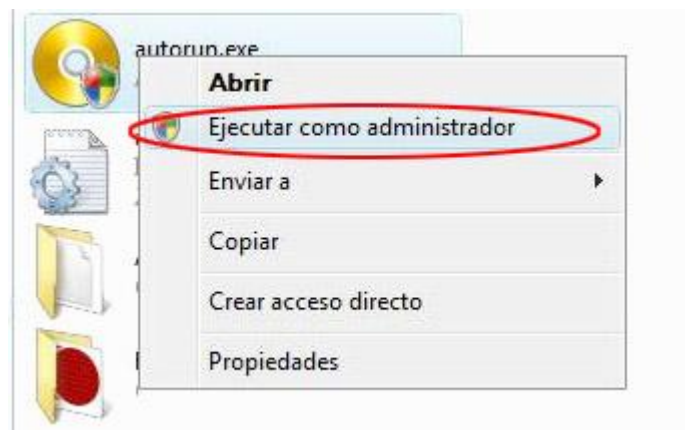 autorun.exe
Abrir
Ejecutar como administrador
Enviar a
Copiar
Crear acceso directo
Propiedades